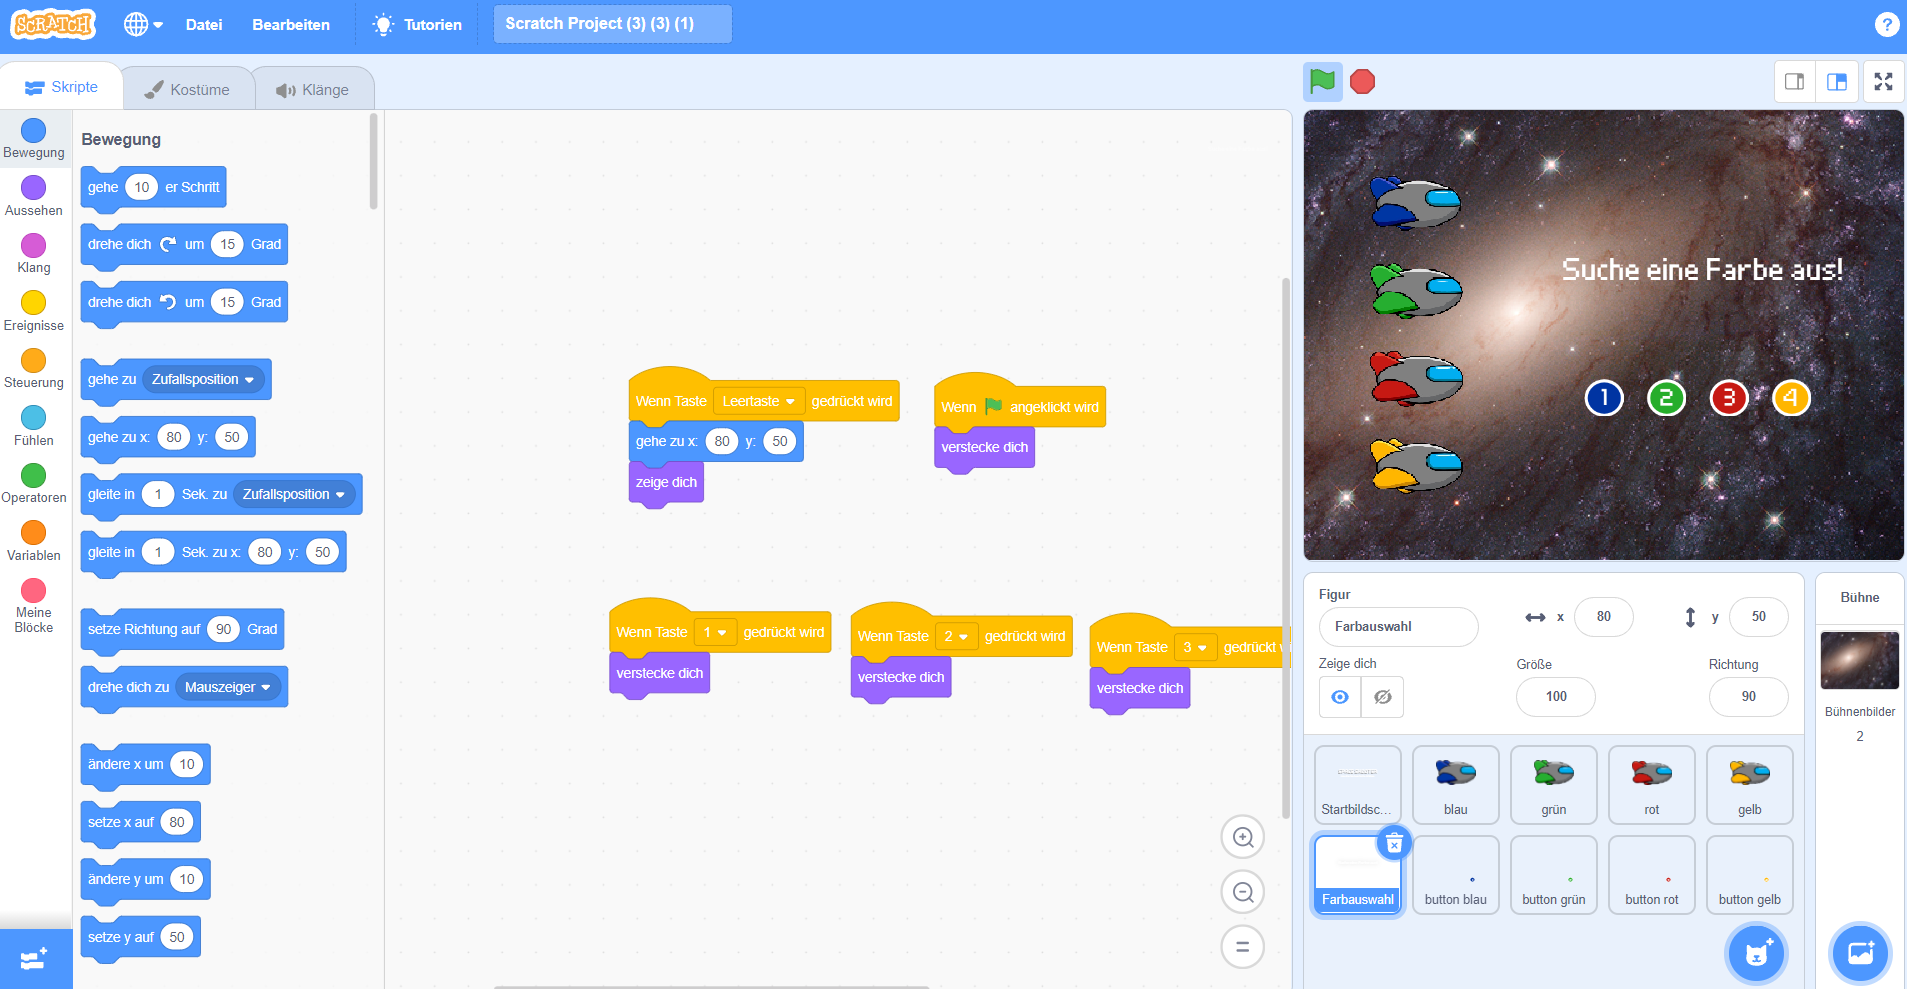 SCRATCH
Datei
Bearbeiten
Tutorien
Scratch Project (3) (3) (1)
?
Skripte
Kostüme
Klänge
Bewegung
Aussehen
Klang
Ereignisse
Steuerung
Fühlen
Operatoren
Variablen
Meine
Blöcke
Bewegung
gehe 10 er Schritt
drehe dich um 15 Grad
drehe dich um 15 Grad
gehe zu Zufallsposition
gehe zu x: 80 y: 50
gleite in 1 Sek. zu Zufallsposition
gleite in 1 Sek. zu x: 80 y: 50
setze Richtung auf 90 Grad
drehe dich zu Mauszeiger
ändere x um 10
setze x auf 80
ändere y um 10
setze y auf 50
Wenn Taste Leertaste gedrückt wird
gehe zu x: 80 y: 50
zeige dich
Wenn angeklickt wird
verstecke dich
Wenn Taste 1 gedrückt wird
verstecke dich
Wenn Taste 2 gedrückt wird
verstecke dich
Wenn Taste 3 gedrückt
verstecke dich
Suche eine Farbe aus!
1 2 3 4
Figur
Farbauswahl
x 80
y 50
Zeige dich
Größe
100
Richtung
90
Startbildsc...
blau
grün
rot
gelb
Farbauswahl
button blau
button grün
button rot
button gelb
Bühne
Bühnenbilder
2